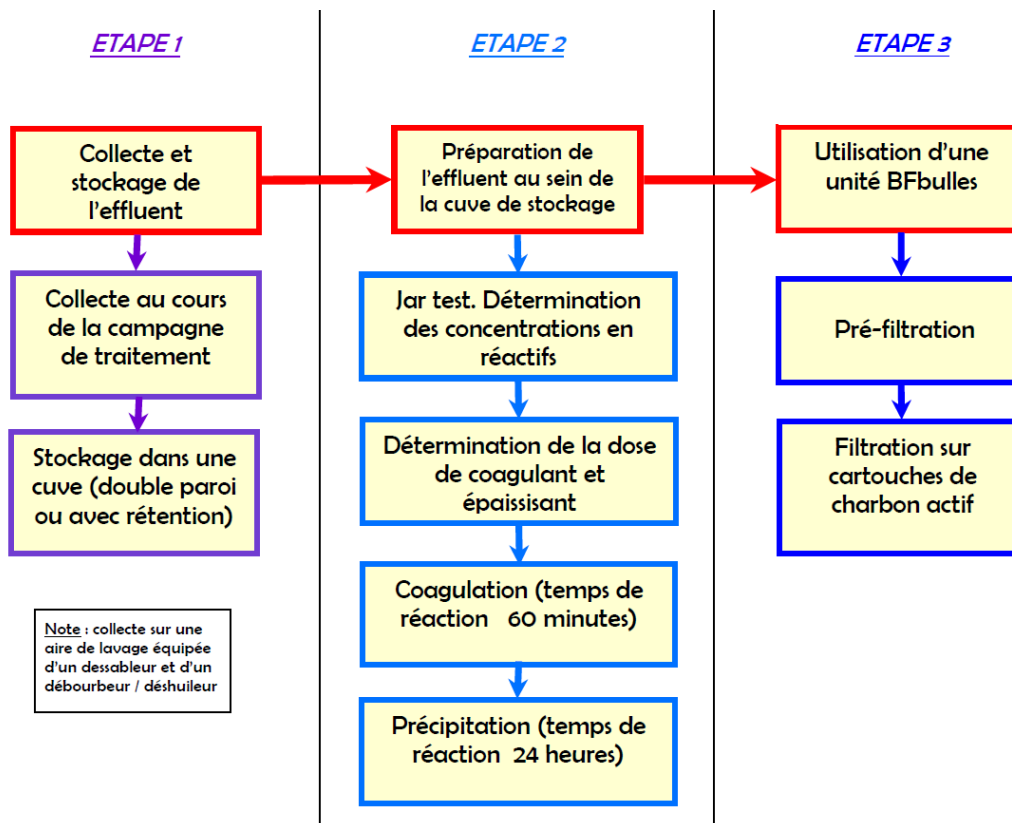 ETAPE 1
Collecte et
stockage de
l'effluent
Collecte au cours
de la campagne
de traitement
Stockage dans une
cuve (double paroi
ou avec rétention)
Note : collecte sur une
aire de lavage équipée
d'un dessableur et d'un
débourbeur / déshuileur
ETAPE 2
Préparation de
l'effluent au sein de
la cuve de stockage
Jar test. Détermination
des concentrations en
réactifs
Détermination de la dose
de coagulant et
épaississant
Coagulation (temps de
réaction 60 minutes)
Précipitation (temps de
réaction 24 heures)
ETAPE 3
Utilisation d'une
unité BFbulles
Pré-filtration
Filtration sur
cartouches de
charbon actif